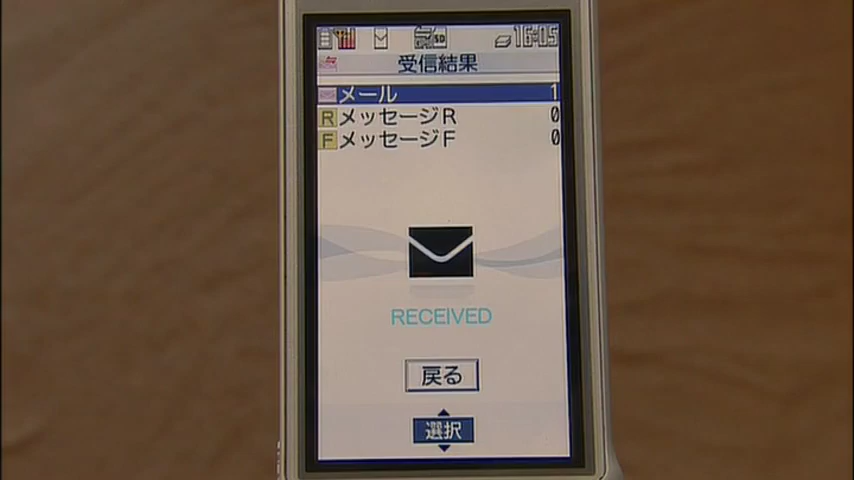 SD 16:05
受信結果
メール 1
R メッセージR 0
F メッセージF 0
RECEIVED
戻る
選択